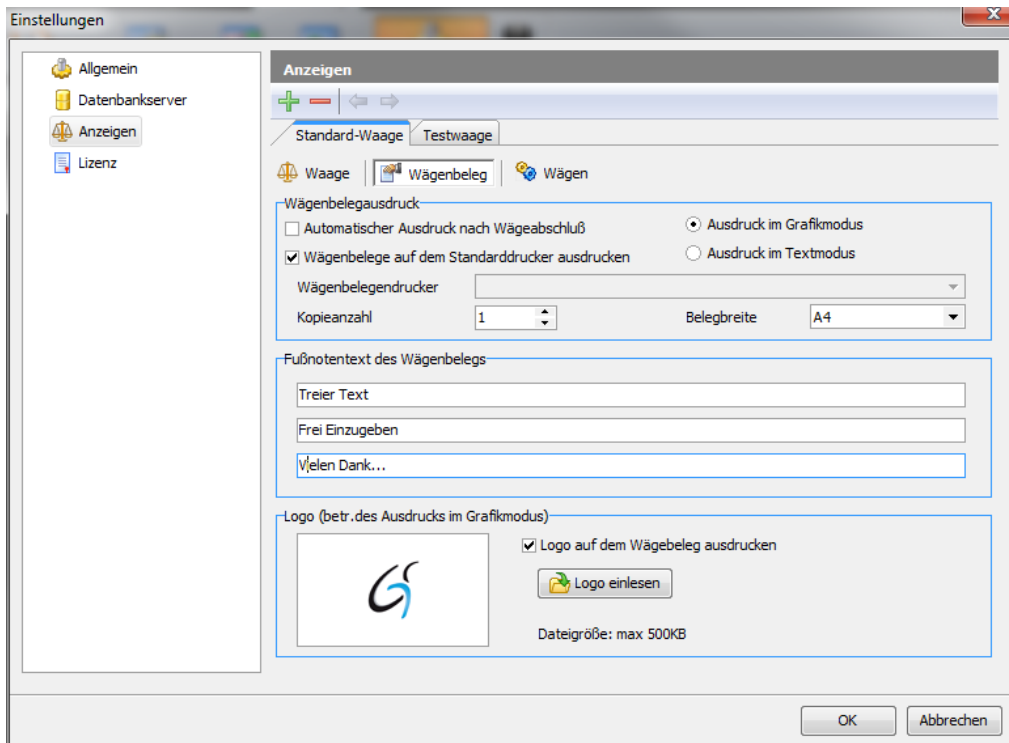 Einstellungen
Allgemein
Datenbankserver
Anzeigen
Lizenz
Anzeigen
Standard-Waage Testwaage
Waage Wägenbeleg Wägen
Wägenbelegausdruck
Automatischer Ausdruck nach Wägeabschluß
Ausdruck im Grafikmodus
Wägenbelege auf dem Standarddrucker ausdrucken
Ausdruck im Textmodus
Wägenbelegendrucker
Kopieanzahl 1 Belegbreite A4
Fußnotentext des Wägenbelegs
Treier Text
Frei Einzugeben
Vielen Dank...
Logo (betr.des Ausdrucks im Grafikmodus)
Logo auf dem Wägebeleg ausdrucken
Logo einlesen
Dateigröße: max 500KB
OK Abbrechen